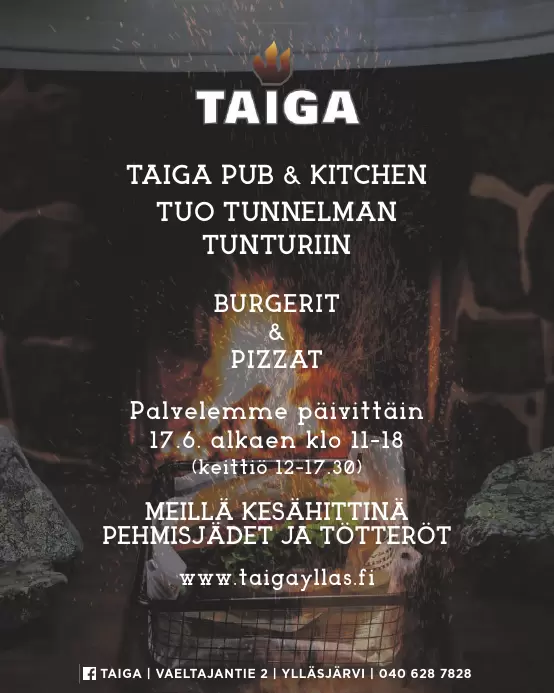 TAIGA
TAIGA PUB & KITCHEN
TUO TUNNELMAN
TUNTURIIN
BURGERIT
&
PIZZAT
Palvelemme päivittäin
17.6. alkaen klo 11-18
(keittiö 12-17.30)
MEILLÄ KESÄHITTINÄ
PEHMISJÄDET JA TÖTTERÖT
www.taigayllas.fi
TAIGA | VAELTAJANTIE 2 | YLLÄSJÄRVI | 040 628 7828